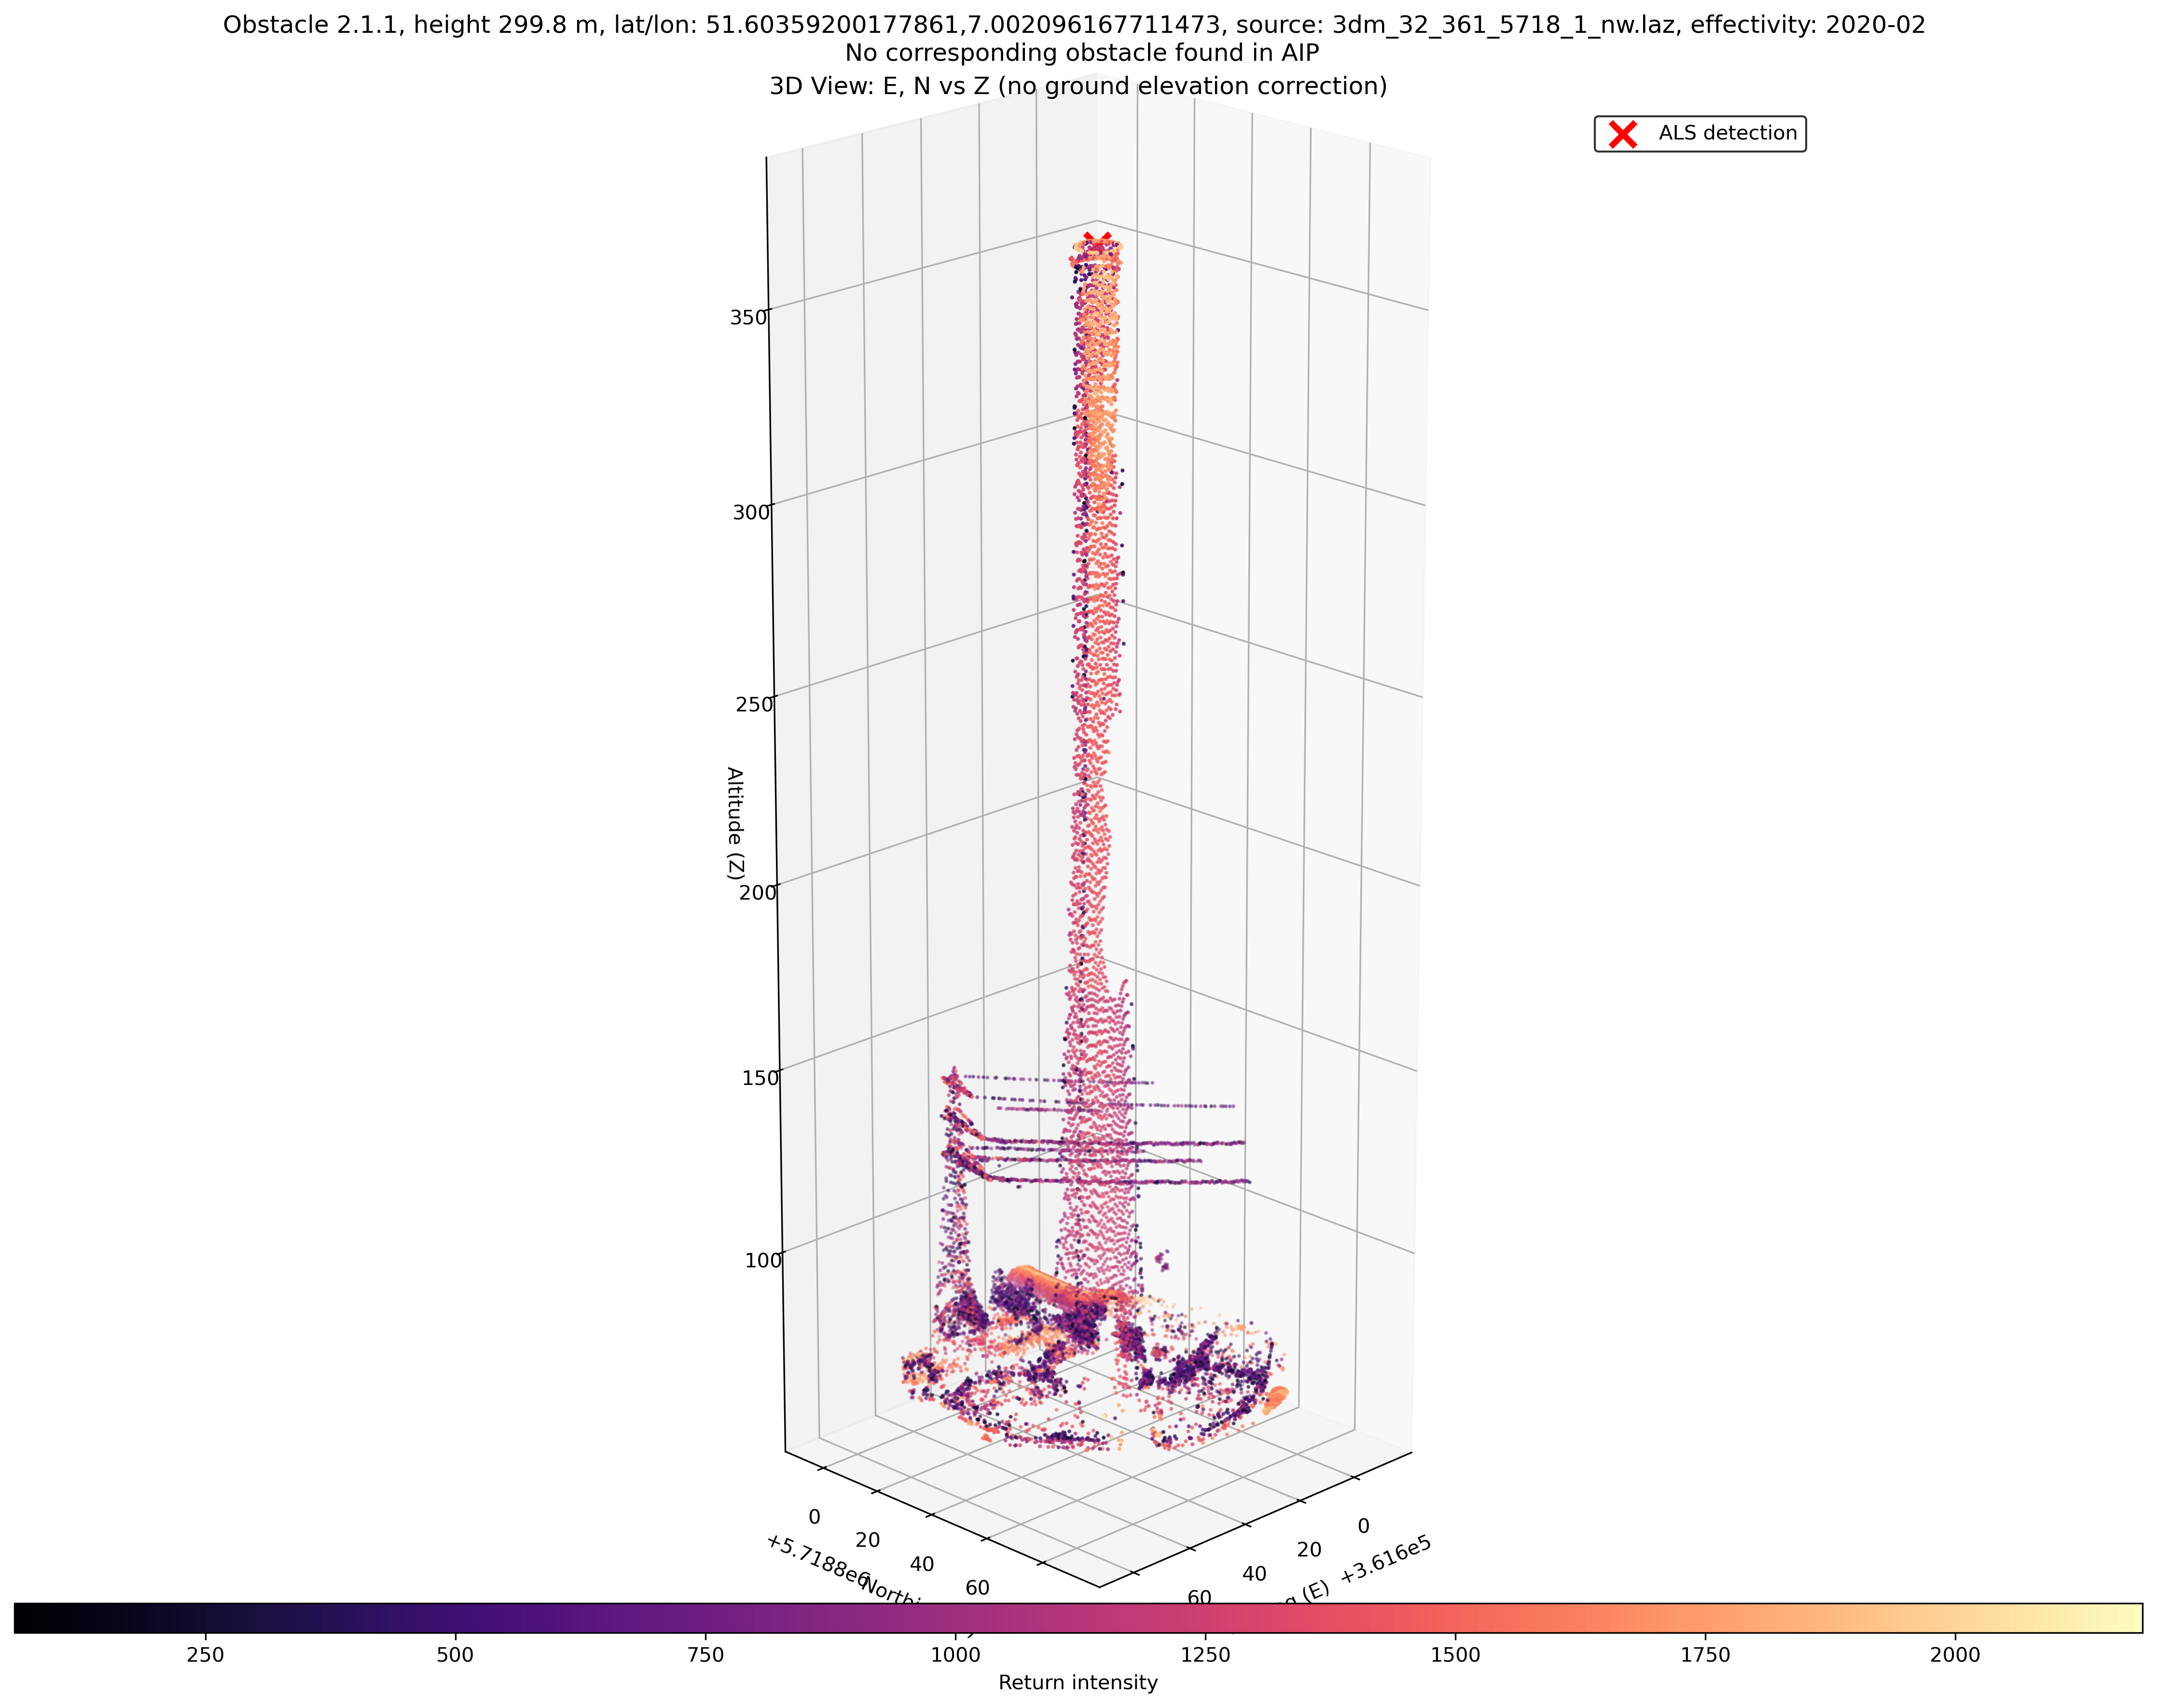 Obstacle 2.1.1, height 299.8 m, lat/lon: 51.60359200177861,7.002096167711473, source: 3dm_32_361_5718_1_nw.laz, effectivity: 2020-02
No corresponding obstacle found in AIP
3D View: E, N vs Z (no ground elevation correction)
ALS detection
350
300
250
Altitude (Z)
200
150
100
0
20
40
60
+5.7188e6
0
20
40
60
+3.616e5
(E)
250
500
750
1000
1250
1500
1750
2000
Return intensity